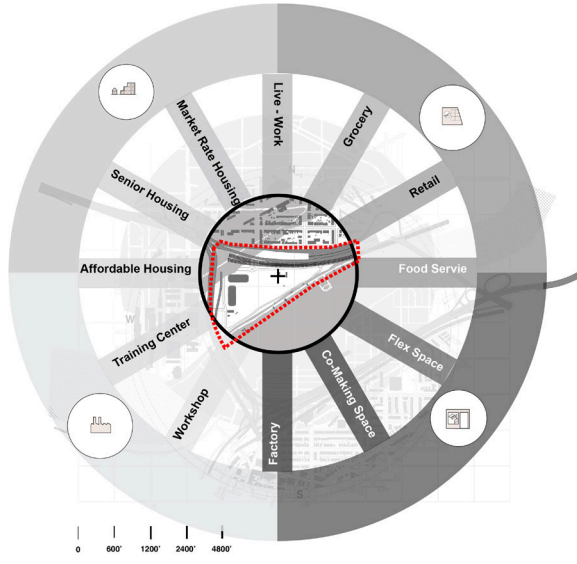 Live - Work
Grocery
Retail
Food Servie
Flex Space
Co-Making Space
Factory
Workshop
Training Center
Affordable Housing
Senior Housing
Market Rate Housing
N
W
S
0 600' 1200' 2400' 4800'